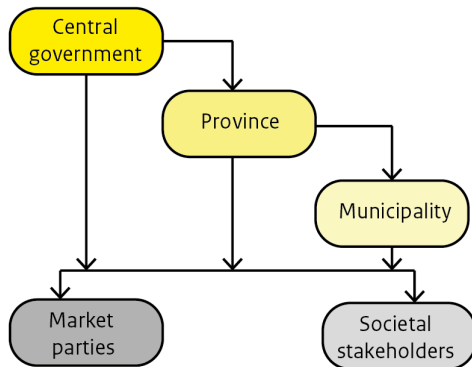 Central
government
Province
Municipality
Market
parties
Societal
stakeholders